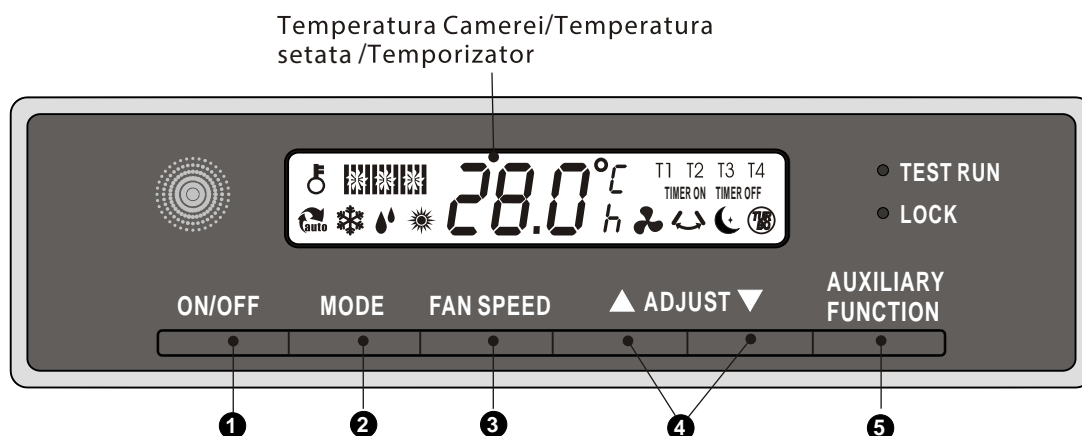 Temperatura Camerei/Temperatura
setata /Temporizator
28.0°C
h
T1 T2 T3 T4
TIMER ON TIMER OFF
auto
TURBO
TEST RUN
LOCK
ON/OFF
MODE
FAN SPEED
▲ ADJUST ▼
AUXILIARY
FUNCTION
1 2 3 4 5